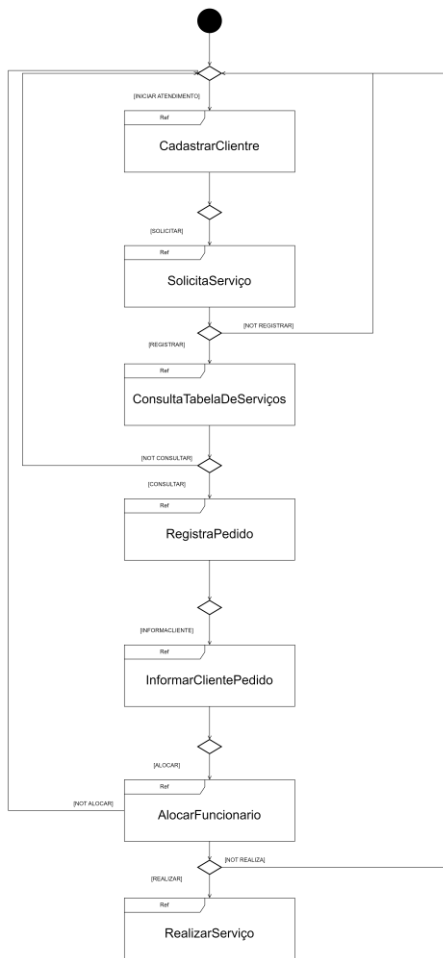 [INICIAR ATENDIMENTO]
Ref
CadastrarClientre
[SOLICITAR]
Ref
SolicitaServiço
[NOT REGISTRAR]
[REGISTRAR]
Ref
ConsultaTabelaDeServiços
[NOT CONSULTAR]
[CONSULTAR]
Ref
RegistraPedido
[INFORMACLIENTE]
Ref
InformarClientePedido
[ALOCAR]
Ref
[NOT ALOCAR]
AlocarFuncionario
[NOT REALIZA]
[REALIZAR]
Ref
RealizarServiço